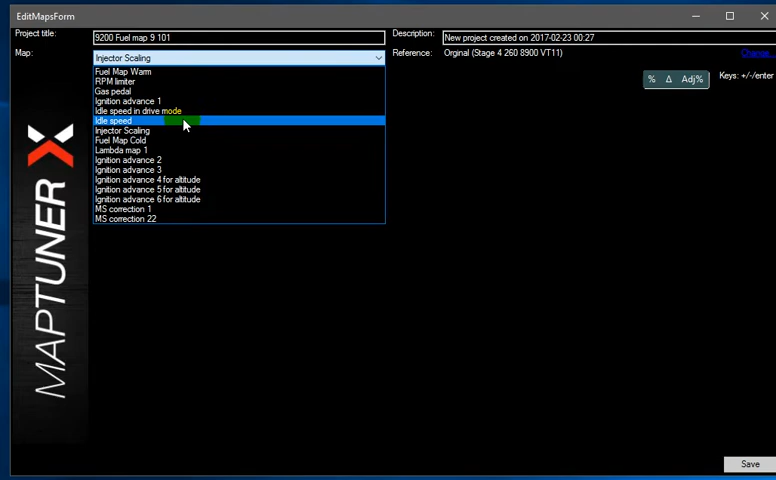 EditMapsForm
Project title: 9200 Fuel map 9 101 Description: New project created on 2017-02-23 00:27
Map: Injector Scaling Reference: Orginal (Stage 4 260 8900 VT11) Change
% Δ Adj% Keys: +/-/enter
Fuel Map Warm
RPM limiter
Gas pedal
Ignition advance 1
Idle speed in drive mode
Idle speed
Injector Scaling
Fuel Map Cold
Lambda map 1
Ignition advance 2
Ignition advance 3
Ignition advance 4 for altitude
Ignition advance 5 for altitude
Ignition advance 6 for altitude
MS correction 1
MS correction 22
MAPTUNER X
Save